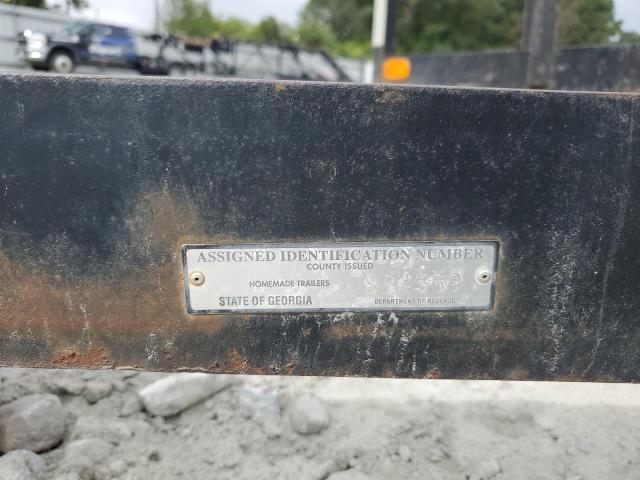 ASSIGNED IDENTIFICATION NUMBER
COUNTY ISSUED
HOMEMADE TRAILERS
STATE OF GEORGIA DEPARTMENT OF REVENUE